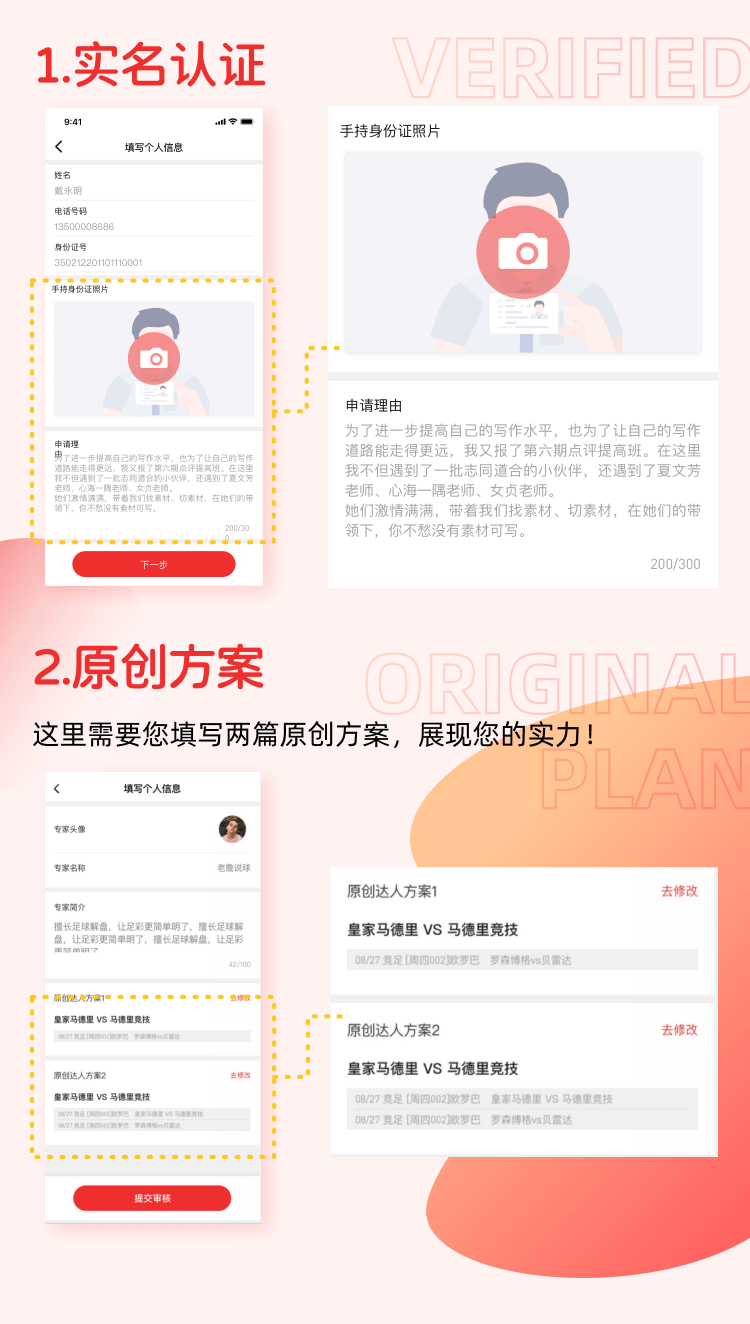 1.实名认证
VERIFIED
9:41
填写个人信息
姓名
戴永明
电话号码
13500008686
身份证号
350212201101110001
手持身份证照片
申请理
由
为了进一步提高自己的写作水平，也为了让自己的写作
道路能走得更远，我又报了第六期点评提高班。在这里
我不但遇到了一批志同道合的小伙伴，还遇到了夏文芳
老师、心海一隅老师、女贞老师。
她们激情满满，带着我们找素材、切素材，在她们的带
领下，你不愁没有素材可写。
200/30
0
下一步
手持身份证照片
申请理由
为了进一步提高自己的写作水平，也为了让自己的写作
道路能走得更远，我又报了第六期点评提高班。在这里
我不但遇到了一批志同道合的小伙伴，还遇到了夏文芳
老师、心海一隅老师、女贞老师。
她们激情满满，带着我们找素材、切素材，在她们的带
领下，你不愁没有素材可写。
200/300
2.原创方案
ORIGINAL
PLAN
这里需要您填写两篇原创方案，展现您的实力！
填写个人信息
专家头像
专家名称 老詹说球
专家简介
擅长足球解盘，让足彩更简单明了，擅长足球解
盘，让足彩更简单明了，擅长足球解盘，让足彩
更简单明了
42/100
原创达人方案1 去修改
皇家马德里 VS 马德里竞技
08/27 竞足 [周四002]欧罗巴 罗森博格vs贝雷达
原创达人方案2 去修改
皇家马德里 VS 马德里竞技
08/27 竞足 [周四002]欧罗巴 皇家马德里 VS 马德里竞技
08/27 竞足 [周四002]欧罗巴 罗森博格vs贝雷达
提交审核
原创达人方案1 去修改
皇家马德里 VS 马德里竞技
08/27 竞足 [周四002]欧罗巴 罗森博格vs贝雷达
原创达人方案2 去修改
皇家马德里 VS 马德里竞技
08/27 竞足 [周四002]欧罗巴 皇家马德里 VS 马德里竞技
08/27 竞足 [周四002]欧罗巴 罗森博格vs贝雷达